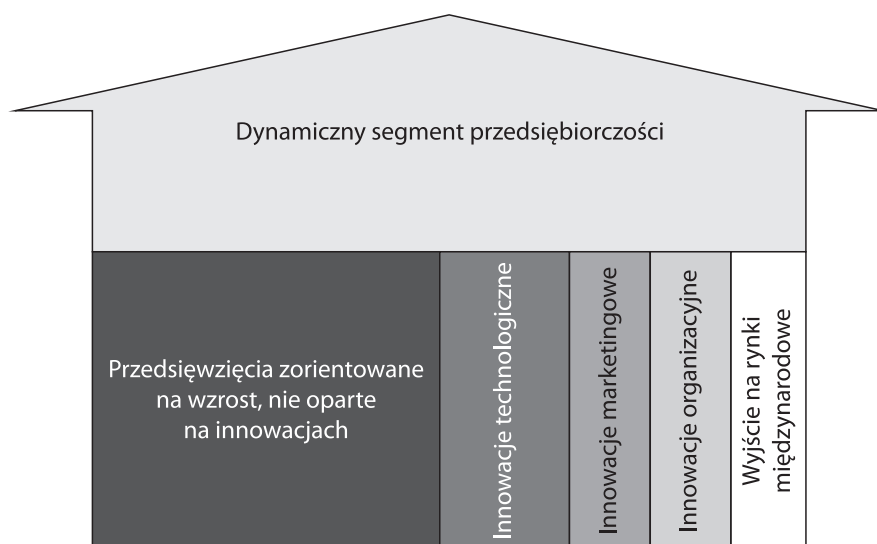 Dynamiczny segment przedsiębiorczości
Przedsięwzięcia zorientowane
na wzrost, nie oparte
na innowacjach
Innowacje technologiczne
Innowacje marketingowe
Innowacje organizacyjne
Wyjście na rynki
międzynarodowe